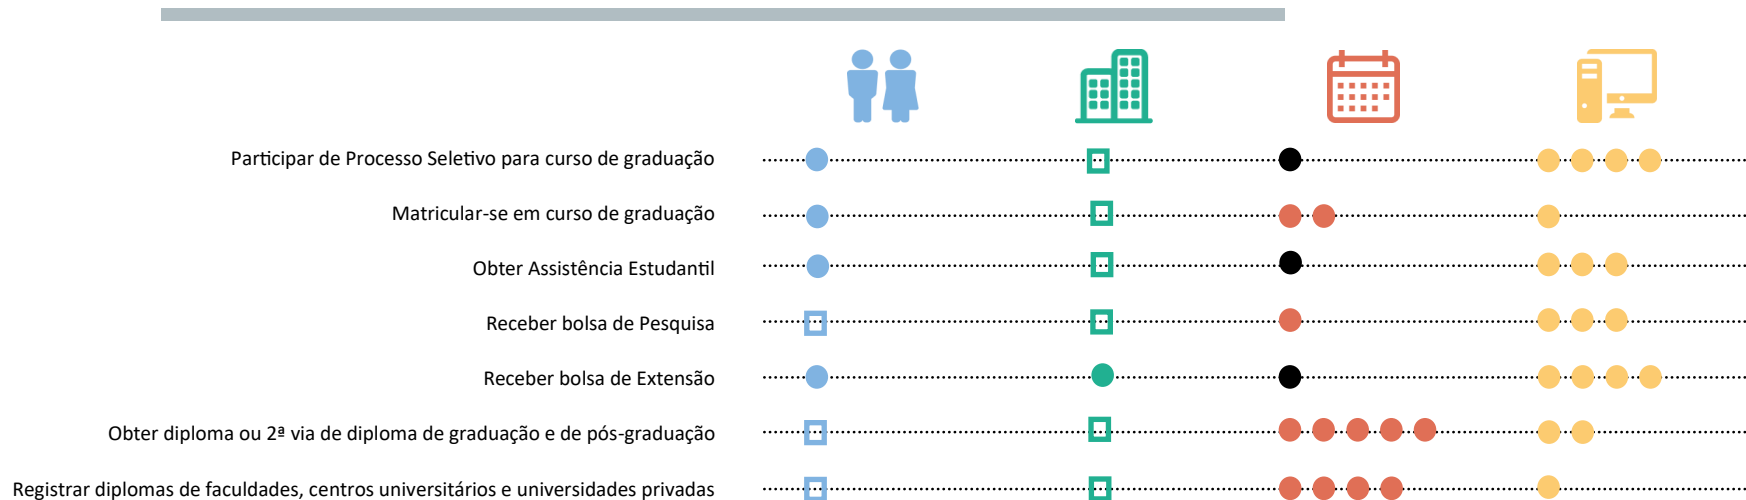 Participar de Processo Seletivo para curso de graduação
Matricular-se em curso de graduação
Obter Assistência Estudantil
Receber bolsa de Pesquisa
Receber bolsa de Extensão
Obter diploma ou 2ª via de diploma de graduação e de pós-graduação
Registrar diplomas de faculdades, centros universitários e universidades privadas